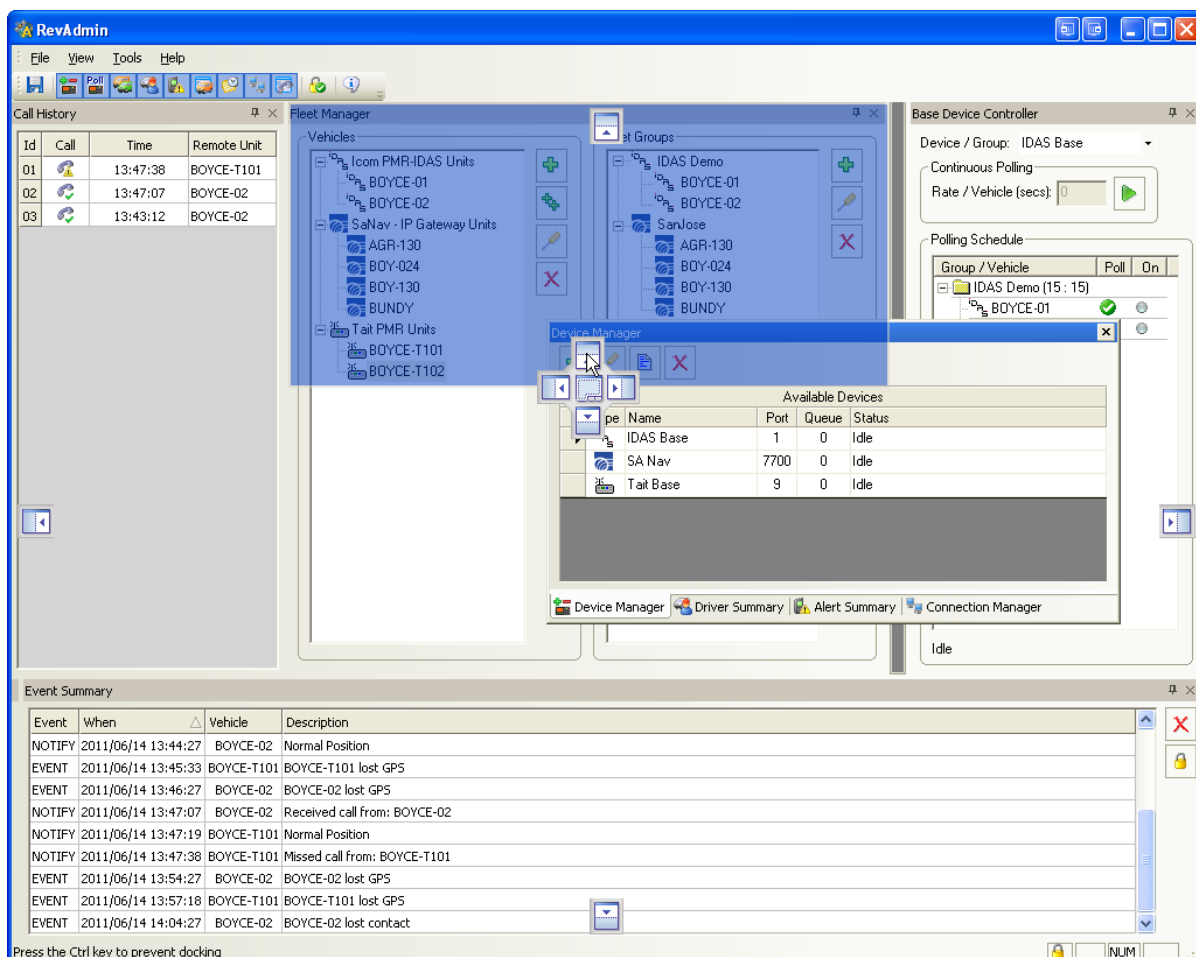 RevAdmin
File View Tools Help
Poll
Call History
Id Call Time Remote Unit
01 13:47:38 BOYCE-T101
02 13:47:07 BOYCE-02
03 13:43:12 BOYCE-02
Fleet Manager
Vehicles
Icom PMR-IDAS Units
BOYCE-01
BOYCE-02
SaNav - IP Gateway Units
AGR-130
BOY-024
BOY-130
BUNDY
Tait PMR Units
BOYCE-T101
BOYCE-T102
et Groups
IDAS Demo
BOYCE-01
BOYCE-02
SanJose
AGR-130
BOY-024
BOY-130
BUNDY
Base Device Controller
Device / Group: IDAS Base
Continuous Polling
Rate / Vehicle (secs): 0
Polling Schedule
Group / Vehicle Poll On
IDAS Demo (15 : 15)
BOYCE-01
Idle
Device Manager
Available Devices
pe Name Port Queue Status
IDAS Base 1 0 Idle
SA Nav 7700 0 Idle
Tait Base 9 0 Idle
Device Manager Driver Summary Alert Summary Connection Manager
Event Summary
Event When Vehicle Description
NOTIFY 2011/06/14 13:44:27 BOYCE-02 Normal Position
EVENT 2011/06/14 13:45:33 BOYCE-T101 BOYCE-T101 lost GPS
EVENT 2011/06/14 13:46:27 BOYCE-02 BOYCE-02 lost GPS
NOTIFY 2011/06/14 13:47:07 BOYCE-02 Received call from: BOYCE-02
NOTIFY 2011/06/14 13:47:19 BOYCE-T101 Normal Position
NOTIFY 2011/06/14 13:47:38 BOYCE-T101 Missed call from: BOYCE-T101
EVENT 2011/06/14 13:54:27 BOYCE-02 BOYCE-02 lost GPS
EVENT 2011/06/14 13:57:18 BOYCE-T101 BOYCE-T101 lost GPS
EVENT 2011/06/14 14:04:27 BOYCE-02 BOYCE-02 lost contact
Press the Ctrl key to prevent docking
NUM